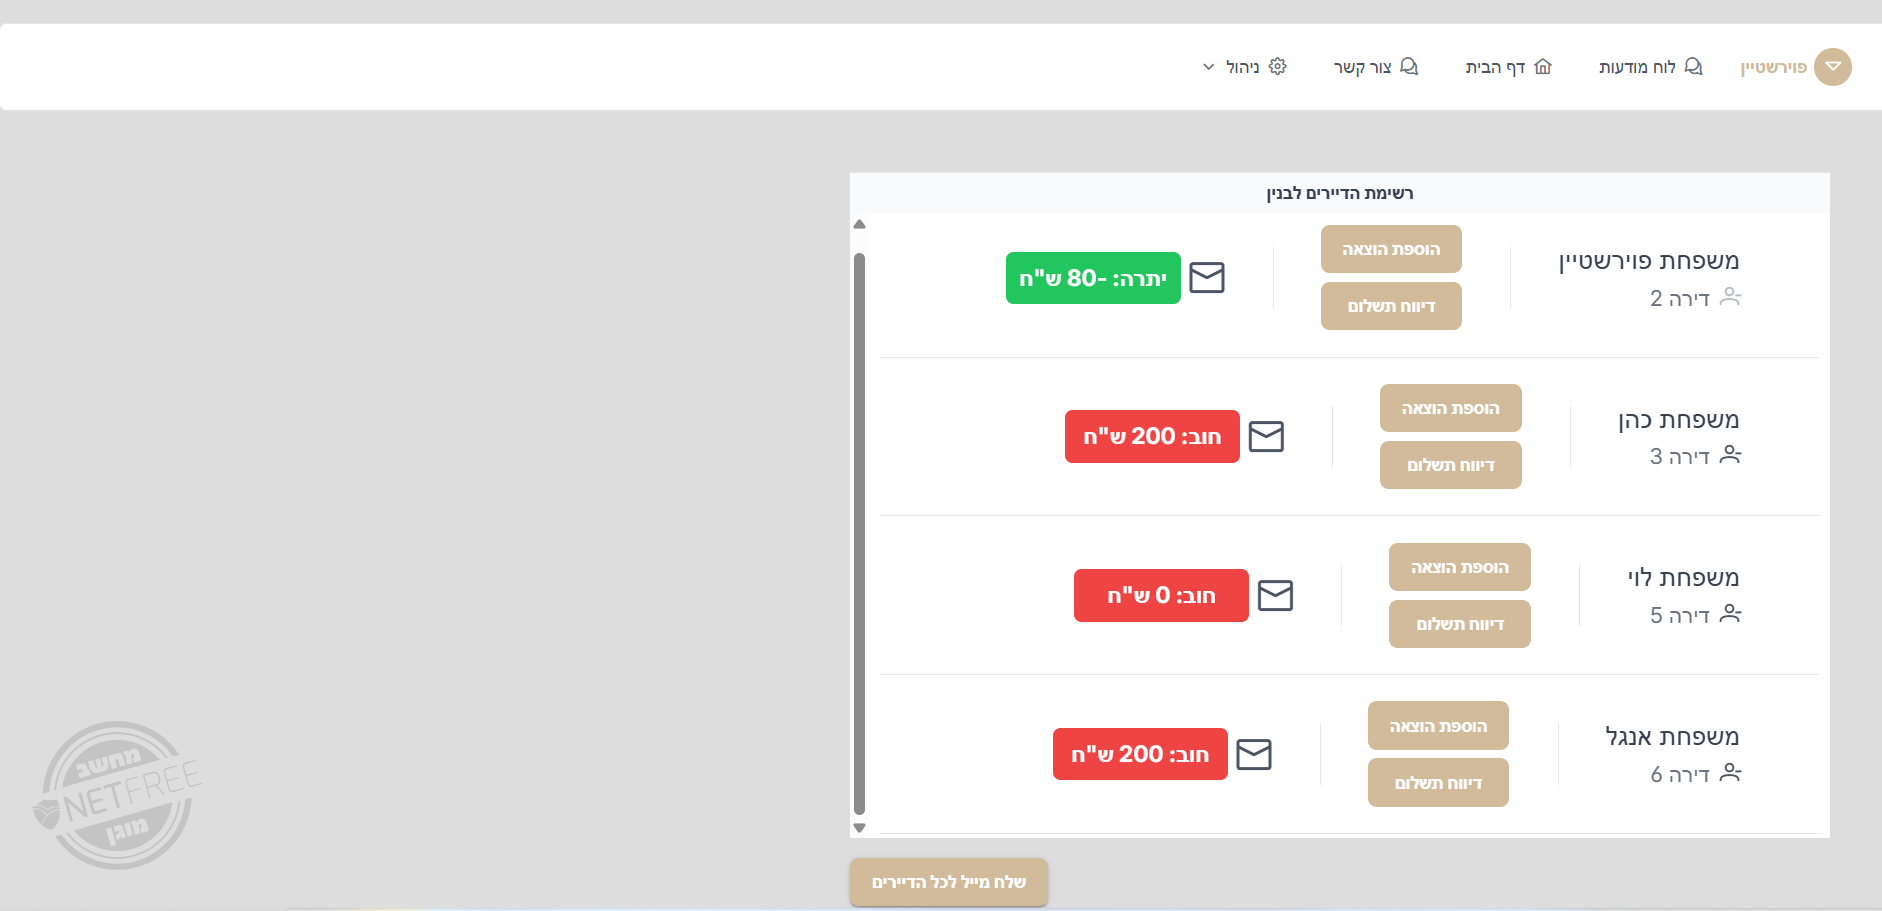 פוירשטיין
לוח מודעות
דף הבית
צור קשר
ניהול
רשימת הדיירים לבנין
משפחת פוירשטיין
דירה 2
הוספת הוצאה
דיווח תשלום
יתרה: -80 ש"ח
משפחת כהן
דירה 3
הוספת הוצאה
דיווח תשלום
חוב: 200 ש"ח
משפחת לוי
דירה 5
הוספת הוצאה
דיווח תשלום
חוב: 0 ש"ח
משפחת אנגל
דירה 6
הוספת הוצאה
דיווח תשלום
חוב: 200 ש"ח
שלח מייל לכל הדיירים
מחשב
NETFREE
מוגן